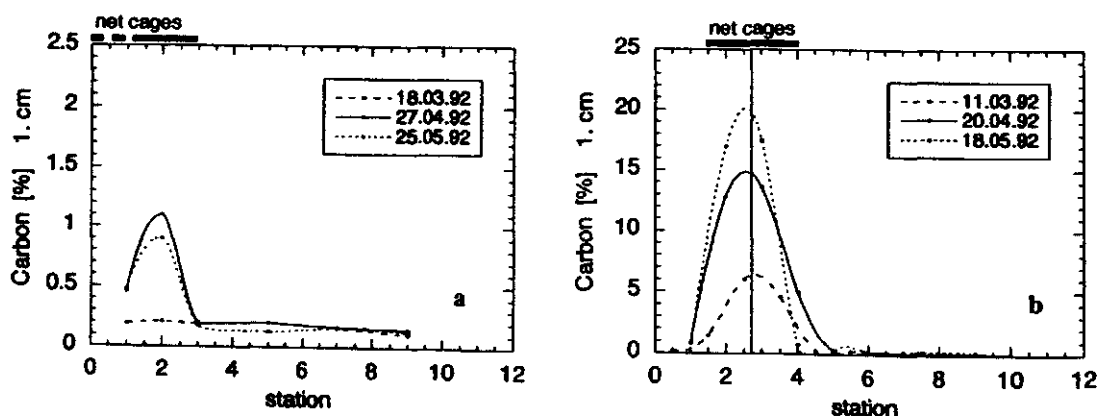 net cages
2.5
2
1.5
1
0.5
0
Carbon [%] 1. cm
18.03.92
27.04.92
25.05.92
a
0 2 4 6 8 10 12
station
net cages
25
20
15
10
5
0
Carbon [%] 1. cm
11.03.92
20.04.92
18.05.92
b
0 2 4 6 8 10 12
station